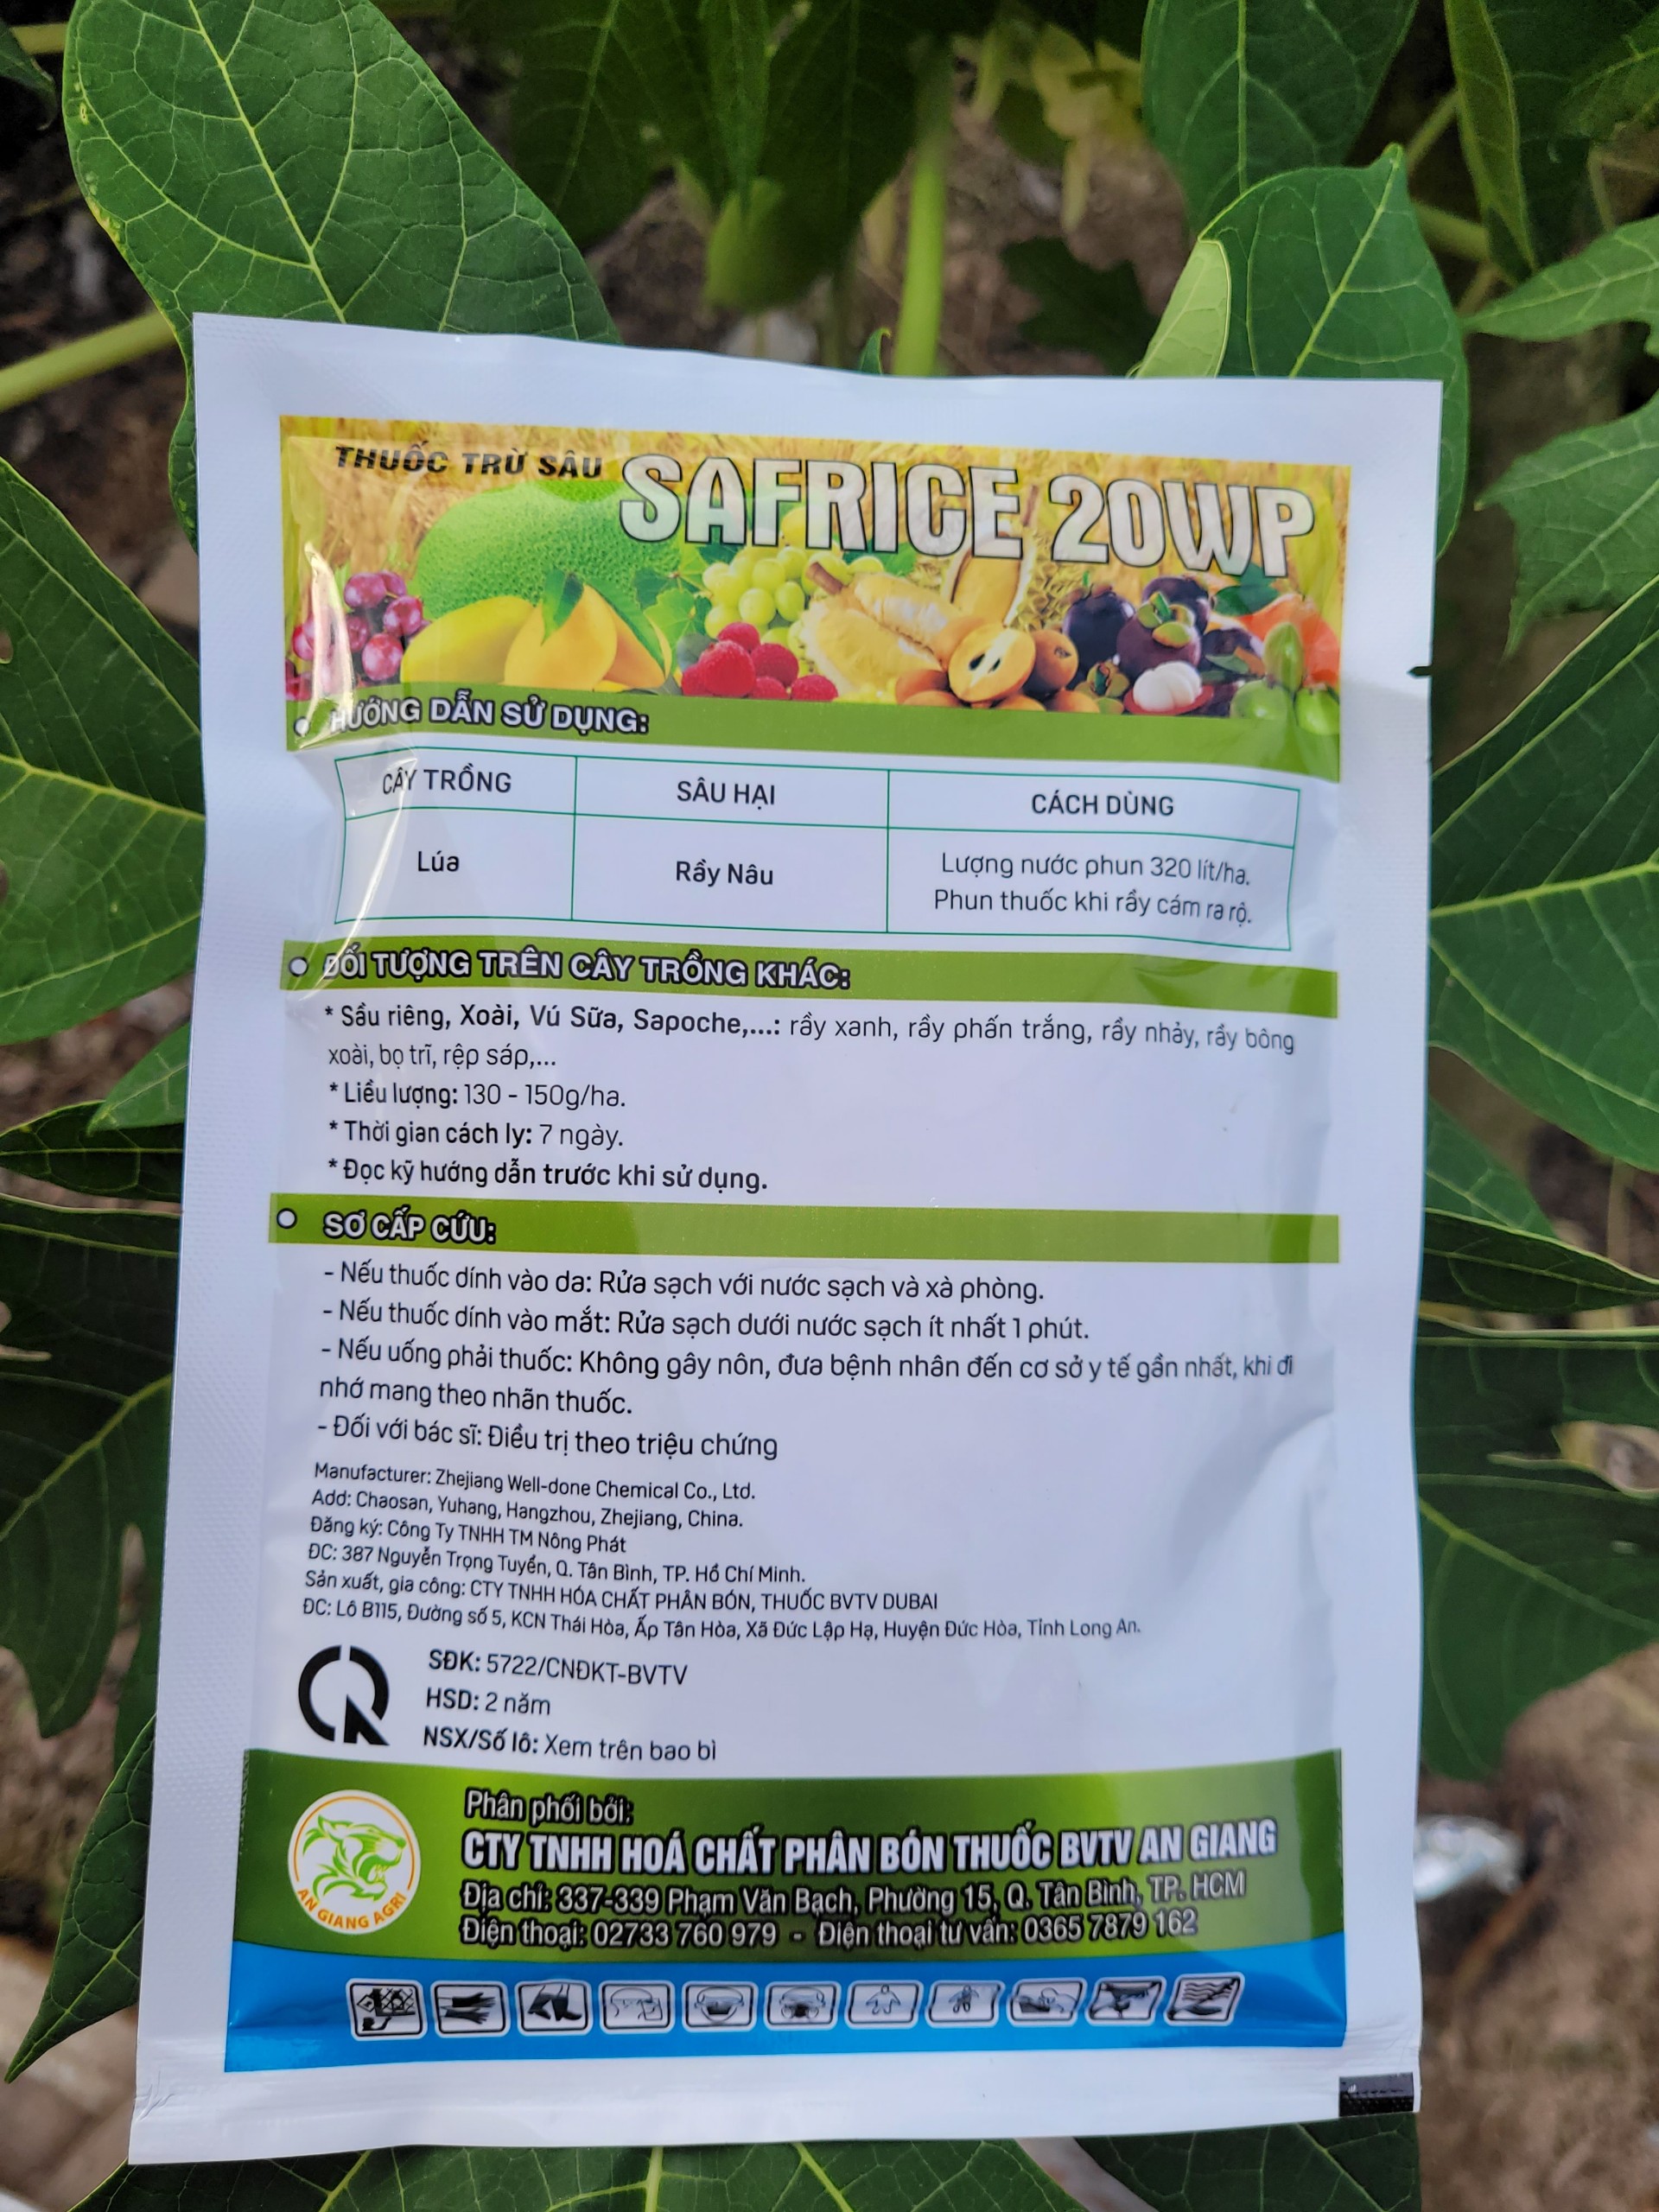 THUỐC TRỪ SÂU SAFRICE 20WP
HƯỚNG DẪN SỬ DỤNG:
CÂY TRỒNG SÂU HẠI CÁCH DÙNG
Lúa Rầy Nâu Lượng nước phun 320 lít/ha.
Phun thuốc khi rầy cám ra rộ.
ĐỐI TƯỢNG TRÊN CÂY TRỒNG KHÁC:
* Sầu riêng, Xoài, Vú Sữa, Sapoche,...: rầy xanh, rầy phấn trắng, rầy nhảy, rầy bông
xoài, bọ trĩ, rệp sáp,...
* Liều lượng: 130 - 150g/ha.
* Thời gian cách ly: 7 ngày.
* Đọc kỹ hướng dẫn trước khi sử dụng.
SƠ CẤP CỨU:
- Nếu thuốc dính vào da: Rửa sạch với nước sạch và xà phòng.
- Nếu thuốc dính vào mắt: Rửa sạch dưới nước sạch ít nhất 1 phút.
- Nếu uống phải thuốc: Không gây nôn, đưa bệnh nhân đến cơ sở y tế gần nhất, khi đi
nhớ mang theo nhãn thuốc.
- Đối với bác sĩ: Điều trị theo triệu chứng
Manufacturer: Zhejiang Well-done Chemical Co., Ltd.
Add: Chaosan, Yuhang, Hangzhou, Zhejiang, China.
Đăng ký: Công Ty TNHH TM Nông Phát
ĐC: 387 Nguyễn Trọng Tuyển, Q. Tân Bình, TP. Hồ Chí Minh.
Sản xuất, gia công: CTY TNHH HÓA CHẤT PHÂN BÓN, THUỐC BVTV DUBAI
ĐC: Lô B115, Đường số 5, KCN Thái Hòa, Ấp Tân Hòa, Xã Đức Lập Hạ, Huyện Đức Hòa, Tỉnh Long An.
SĐK: 5722/CNĐKT-BVTV
HSD: 2 năm
NSX/Số lô: Xem trên bao bì
Phân phối bởi:
CTY TNHH HOÁ CHẤT PHÂN BÓN THUỐC BVTV AN GIANG
Địa chỉ: 337-339 Phạm Văn Bạch, Phường 15, Q. Tân Bình, TP. HCM
Điện thoại: 02733 760 979 - Điện thoại tư vấn: 0365 7879 162
AN GIANG AGRI